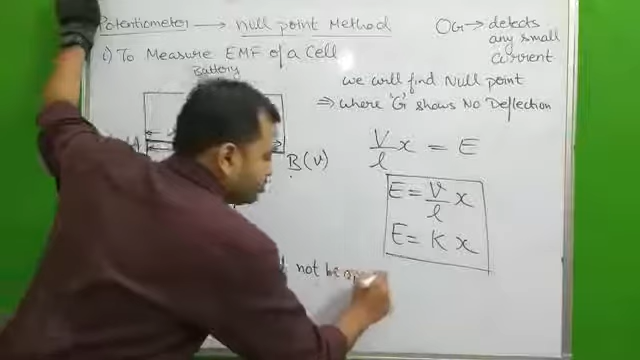 Potentiometer → Null point Method
i) To Measure EMF of a Cell
Battery
G → detects
any small
current
we will find Null point
⇒ where 'G' shows No Deflection
V/l x = E
B(V)
E = V/l x
E = K x
not be